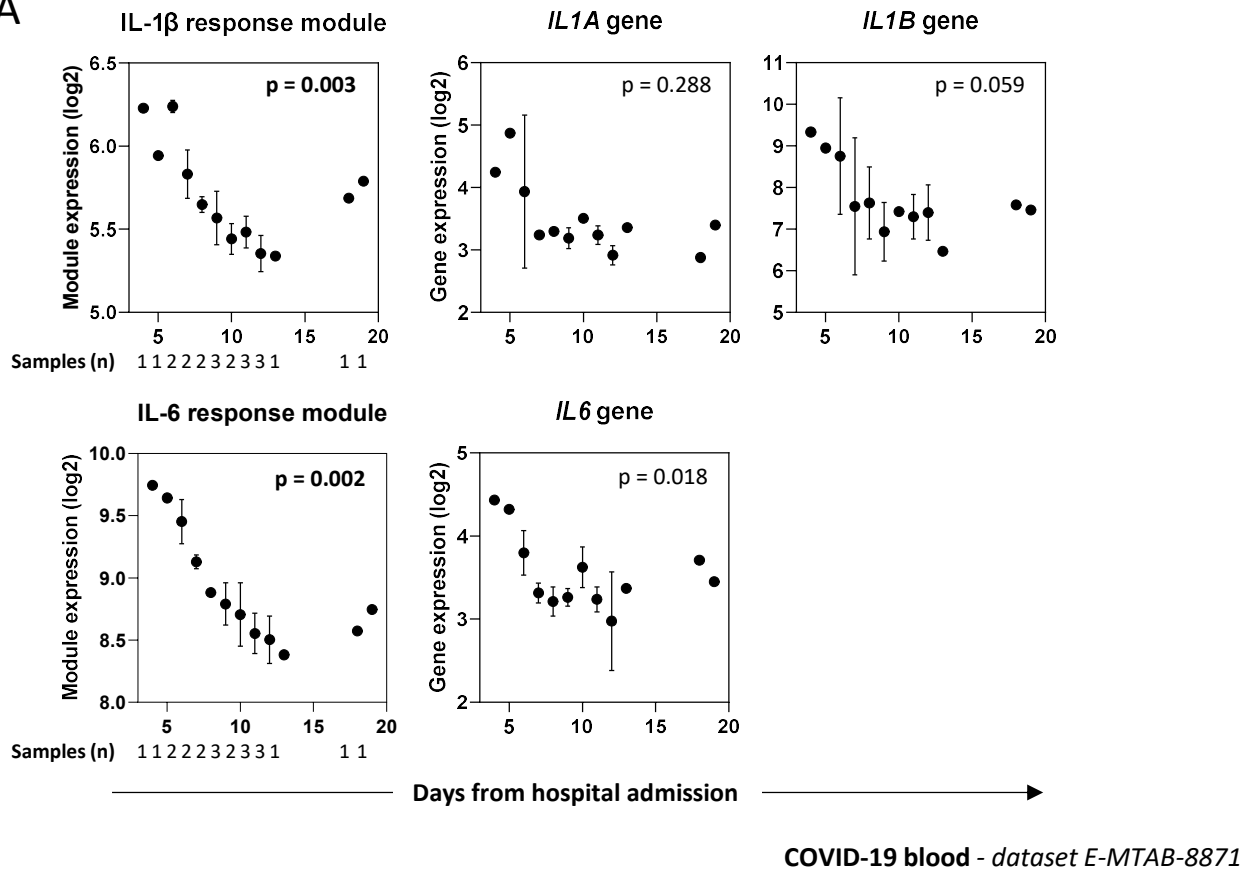 A
IL-1β response module
IL1A gene
IL1B gene
Module expression (log2)
6.5
6.0
5.5
5.0
p = 0.003
5 10 15 20
Samples (n) 1 1 2 2 2 3 2 3 3 1 1 1
Gene expression (log2)
6
5
4
3
2
p = 0.288
5 10 15 20
11
10
9
8
7
6
5
p = 0.059
5 10 15 20
IL-6 response module
IL6 gene
Module expression (log2)
10.0
9.5
9.0
8.5
8.0
p = 0.002
5 10 15 20
Samples (n) 1 1 2 2 2 3 2 3 3 1 1 1
Gene expression (log2)
5
4
3
2
p = 0.018
5 10 15 20
Days from hospital admission
COVID-19 blood - dataset E-MTAB-8871